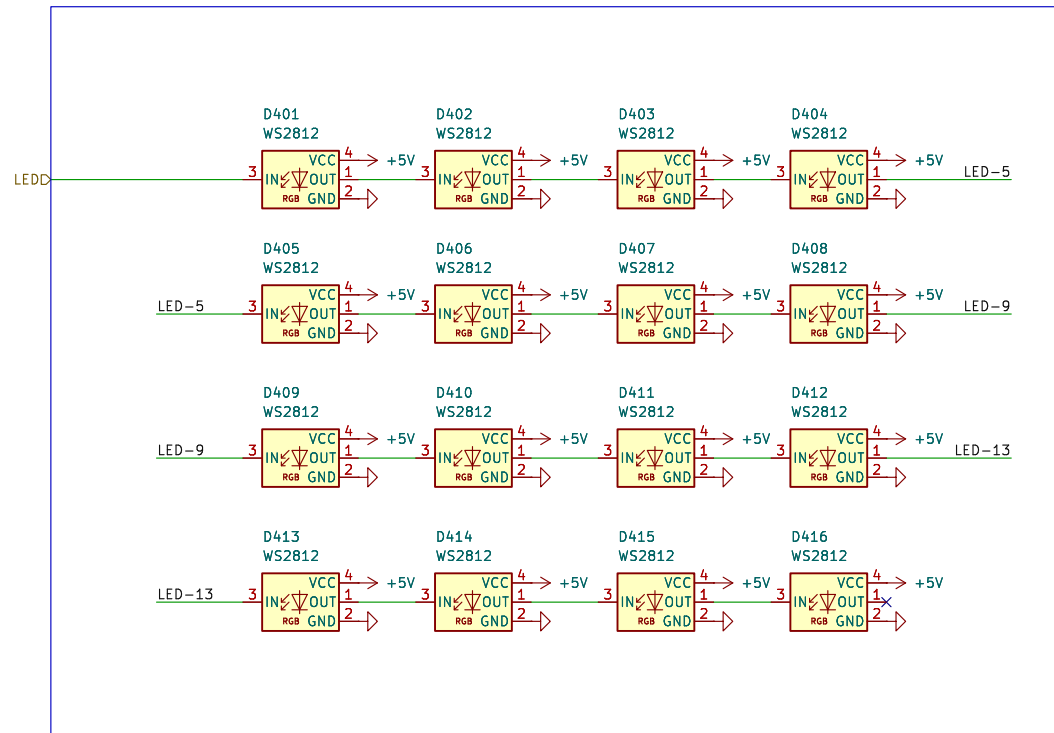 D401 D402 D403 D404
WS2812 WS2812 WS2812 WS2812
VCC 4 +5V VCC 4 +5V VCC 4 +5V VCC 4 +5V
LED 3 IN OUT 1 3 IN OUT 1 3 IN OUT 1 3 IN OUT 1 LED-5
RGB GND 2 RGB GND 2 RGB GND 2 RGB GND 2
D405 D406 D407 D408
WS2812 WS2812 WS2812 WS2812
VCC 4 +5V VCC 4 +5V VCC 4 +5V VCC 4 +5V
LED-5 3 IN OUT 1 3 IN OUT 1 3 IN OUT 1 3 IN OUT 1 LED-9
RGB GND 2 RGB GND 2 RGB GND 2 RGB GND 2
D409 D410 D411 D412
WS2812 WS2812 WS2812 WS2812
VCC 4 +5V VCC 4 +5V VCC 4 +5V VCC 4 +5V
LED-9 3 IN OUT 1 3 IN OUT 1 3 IN OUT 1 3 IN OUT 1 LED-13
RGB GND 2 RGB GND 2 RGB GND 2 RGB GND 2
D413 D414 D415 D416
WS2812 WS2812 WS2812 WS2812
VCC 4 +5V VCC 4 +5V VCC 4 +5V VCC 4 +5V
LED-13 3 IN OUT 1 3 IN OUT 1 3 IN OUT 1 3 IN OUT 1
RGB GND 2 RGB GND 2 RGB GND 2 RGB GND 2